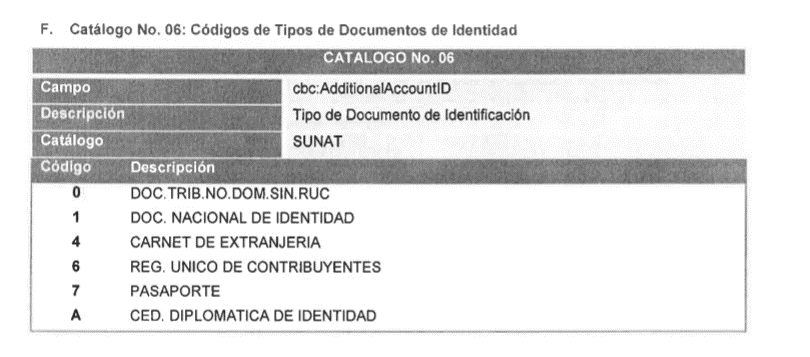 F. Catálogo No. 06: Códigos de Tipos de Documentos de Identidad
CATALOGO No. 06
Campo cbc:AdditionalAccountID
Descripción Tipo de Documento de Identificación
Catálogo SUNAT
Código Descripción
0 DOC.TRIB.NO.DOM.SIN.RUC
1 DOC. NACIONAL DE IDENTIDAD
4 CARNET DE EXTRANJERIA
6 REG. UNICO DE CONTRIBUYENTES
7 PASAPORTE
A CED. DIPLOMATICA DE IDENTIDAD